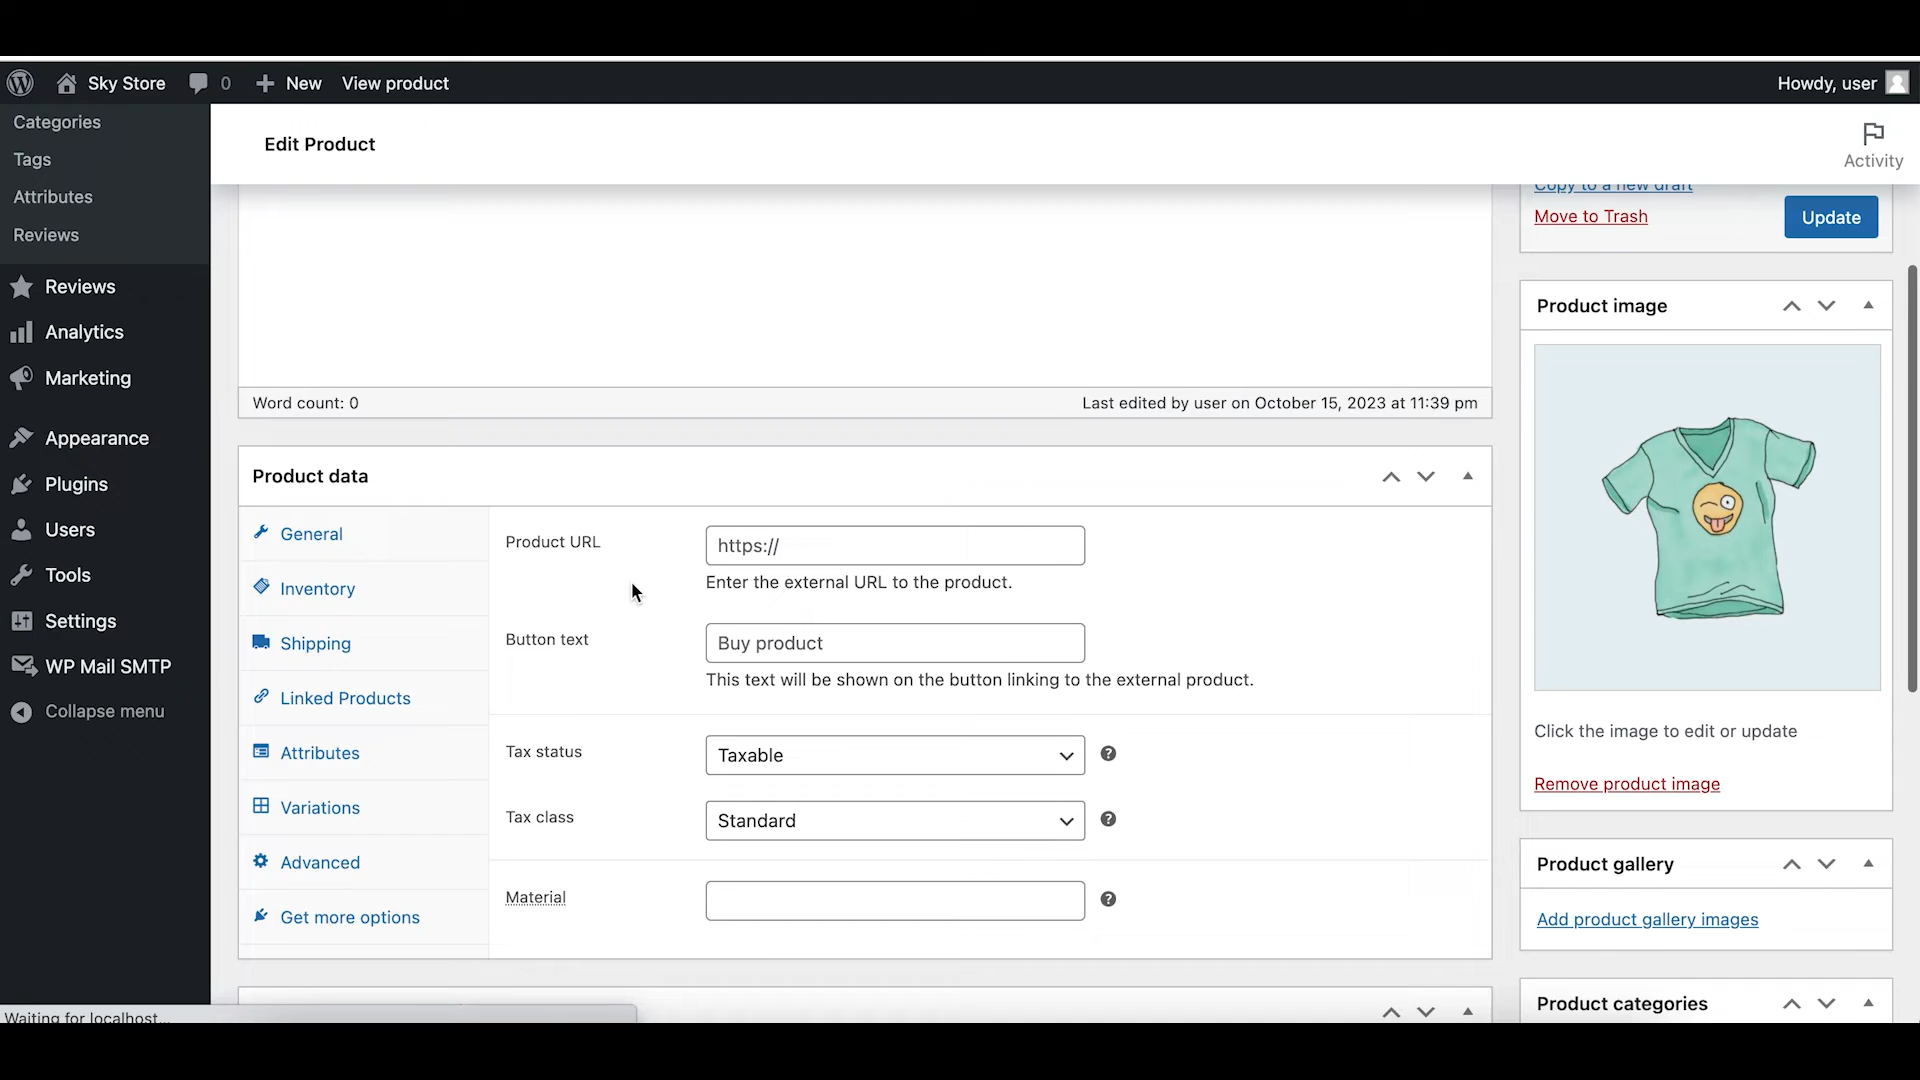 Sky Store
0
New
View product
Howdy, user
Categories
Tags
Attributes
Reviews
Reviews
Analytics
Marketing
Appearance
Plugins
Users
Tools
Settings
WP Mail SMTP
Collapse menu
Edit Product
Activity
Copy to a new draft
Move to Trash
Update
Word count: 0
Last edited by user on October 15, 2023 at 11:39 pm
Product data
General
Inventory
Shipping
Linked Products
Attributes
Variations
Advanced
Get more options
Product URL
https://
Enter the external URL to the product.
Button text
Buy product
This text will be shown on the button linking to the external product.
Tax status
Taxable
Tax class
Standard
Material
Product image
Click the image to edit or update
Remove product image
Product gallery
Add product gallery images
Product categories
Waiting for localhost...